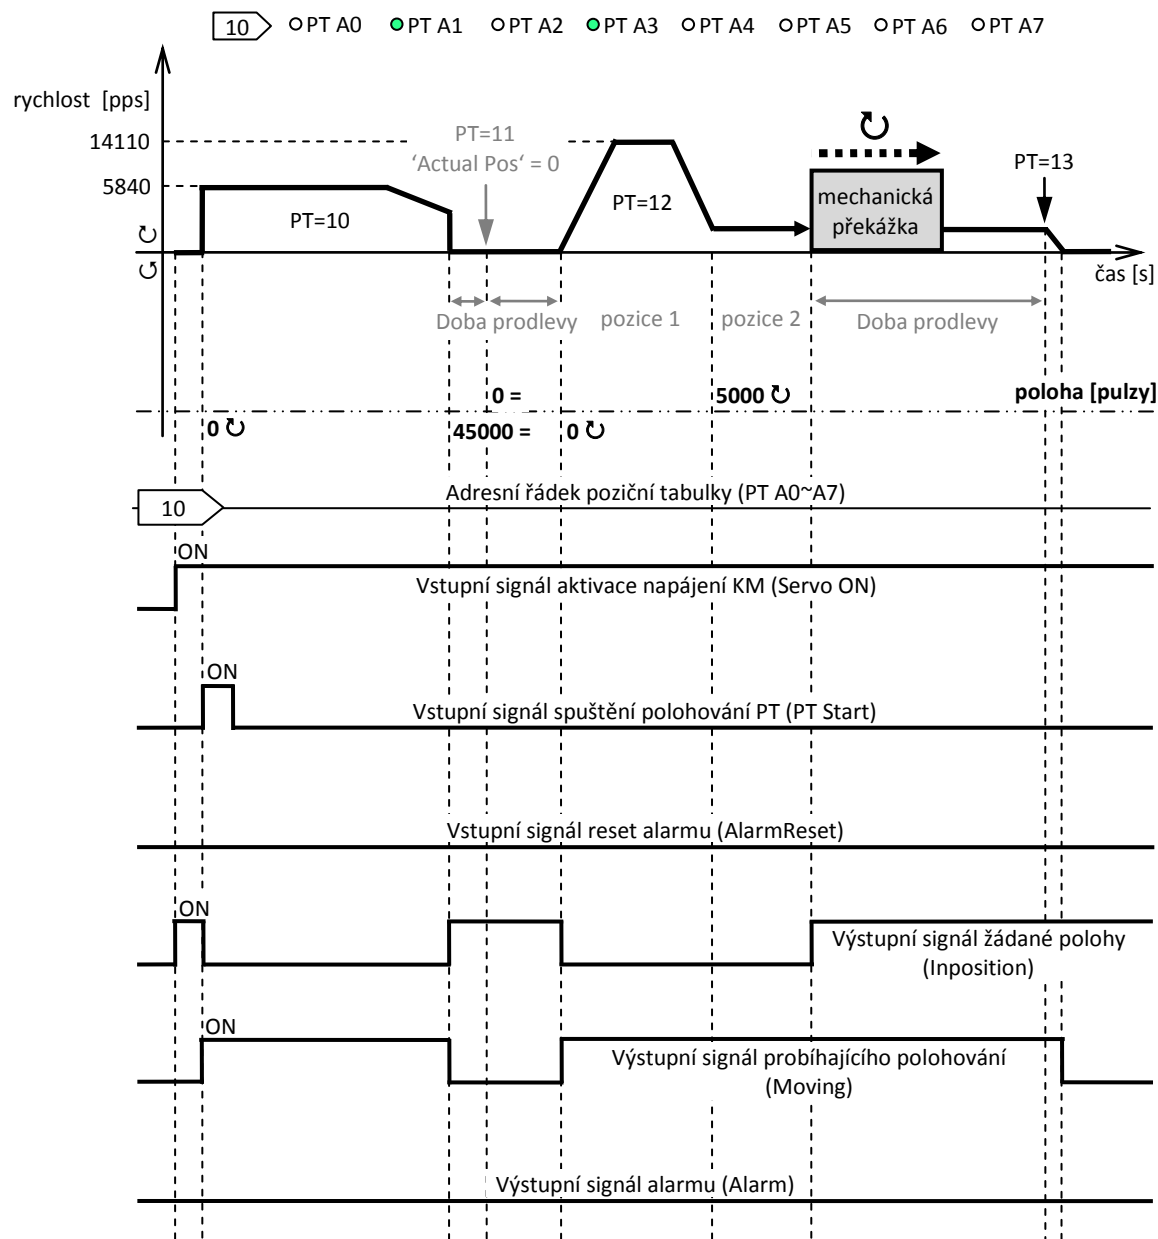 10 PT A0 PT A1 PT A2 PT A3 PT A4 PT A5 PT A6 PT A7
rychlost [pps]
14110
5840
PT=11
‘Actual Pos‘ = 0
PT=10
PT=12
mechanická
překážka
PT=13
čas [s]
Doba prodlevy
pozice 1
pozice 2
Doba prodlevy
0 =
5000
poloha [pulzy]
0
45000 =
0
Adresní řádek poziční tabulky (PT A0~A7)
10
ON
Vstupní signál aktivace napájení KM (Servo ON)
ON
Vstupní signál spuštění polohování PT (PT Start)
Vstupní signál reset alarmu (AlarmReset)
ON
Výstupní signál žádané polohy
(Inposition)
ON
Výstupní signál probíhajícího polohování
(Moving)
Výstupní signál alarmu (Alarm)